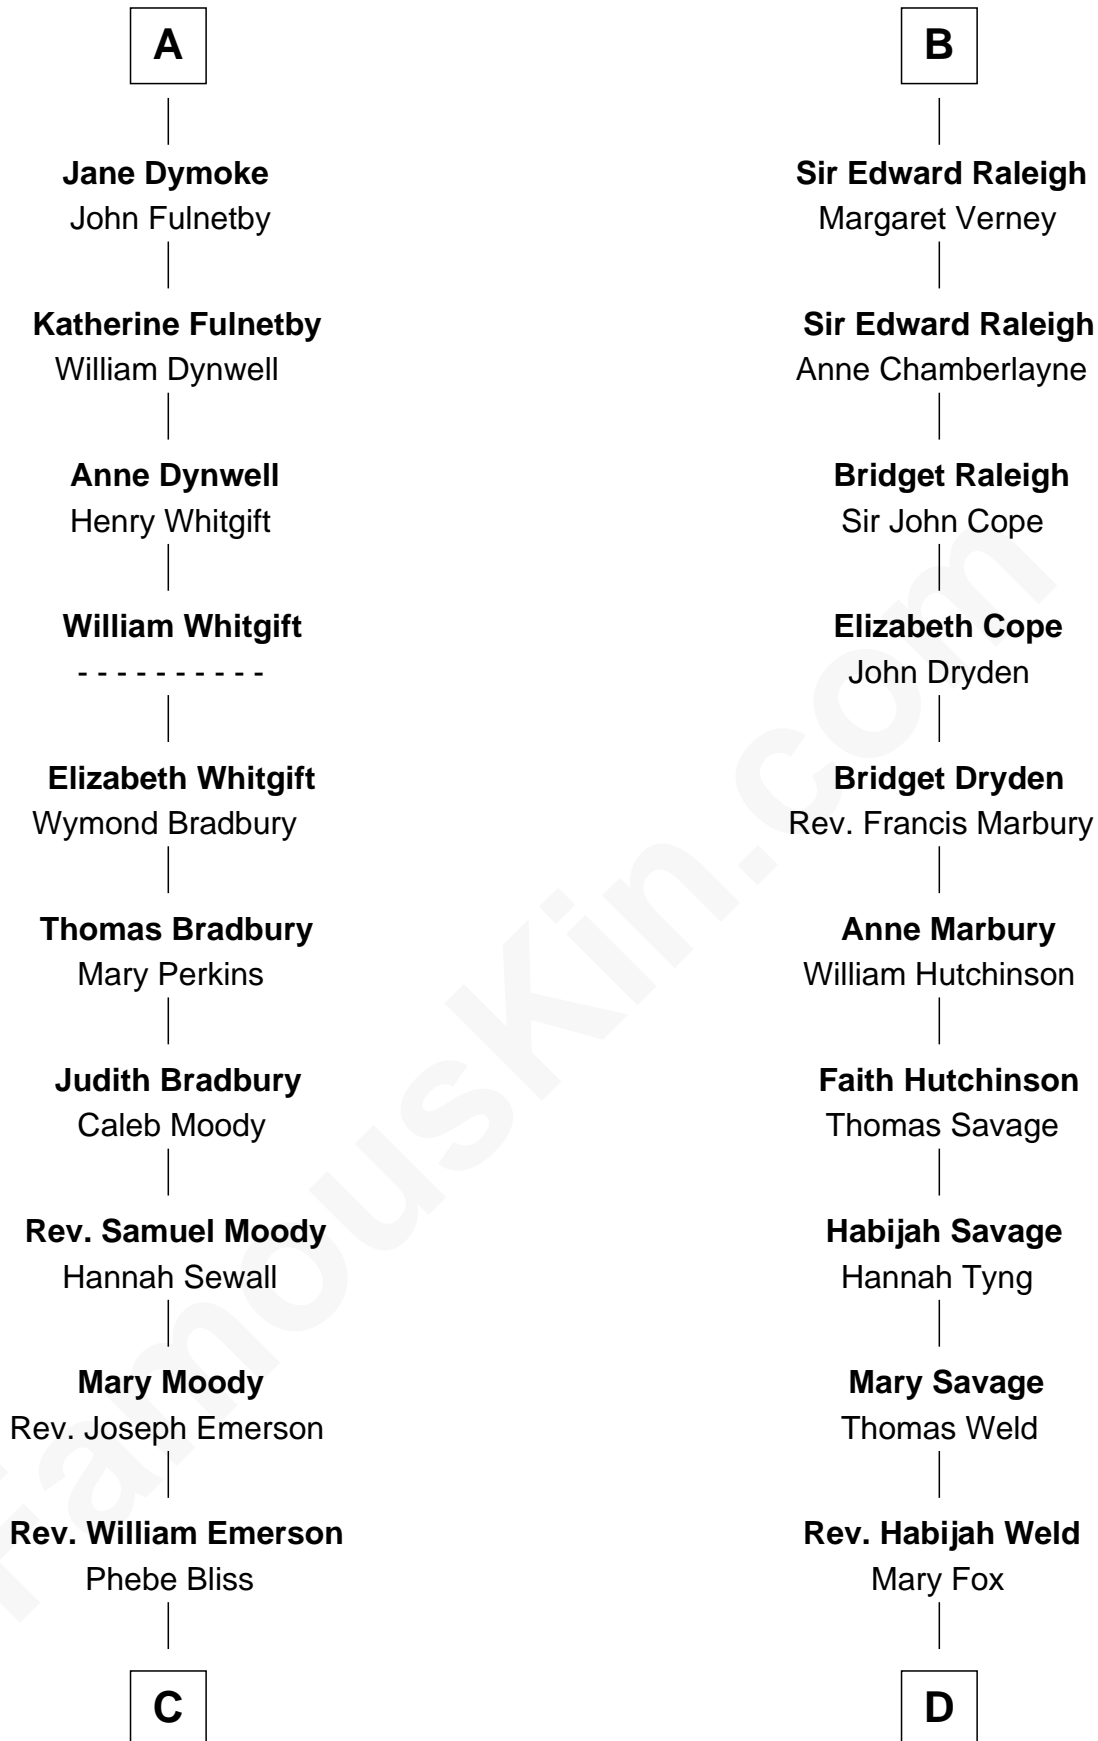 A
Jane Dymoke
John Fulnetby
Katherine Fulnetby
William Dynwell
Anne Dynwell
Henry Whitgift
William Whitgift
- - - - - - - - - -
Elizabeth Whitgift
Wymond Bradbury
Thomas Bradbury
Mary Perkins
Judith Bradbury
Caleb Moody
Rev. Samuel Moody
Hannah Sewall
Mary Moody
Rev. Joseph Emerson
Rev. William Emerson
Phebe Bliss
C
B
Sir Edward Raleigh
Margaret Verney
Sir Edward Raleigh
Anne Chamberlayne
Bridget Raleigh
Sir John Cope
Elizabeth Cope
John Dryden
Bridget Dryden
Rev. Francis Marbury
Anne Marbury
William Hutchinson
Faith Hutchinson
Thomas Savage
Habijah Savage
Hannah Tyng
Mary Savage
Thomas Weld
Rev. Habijah Weld
Mary Fox
D
FamousKin.com